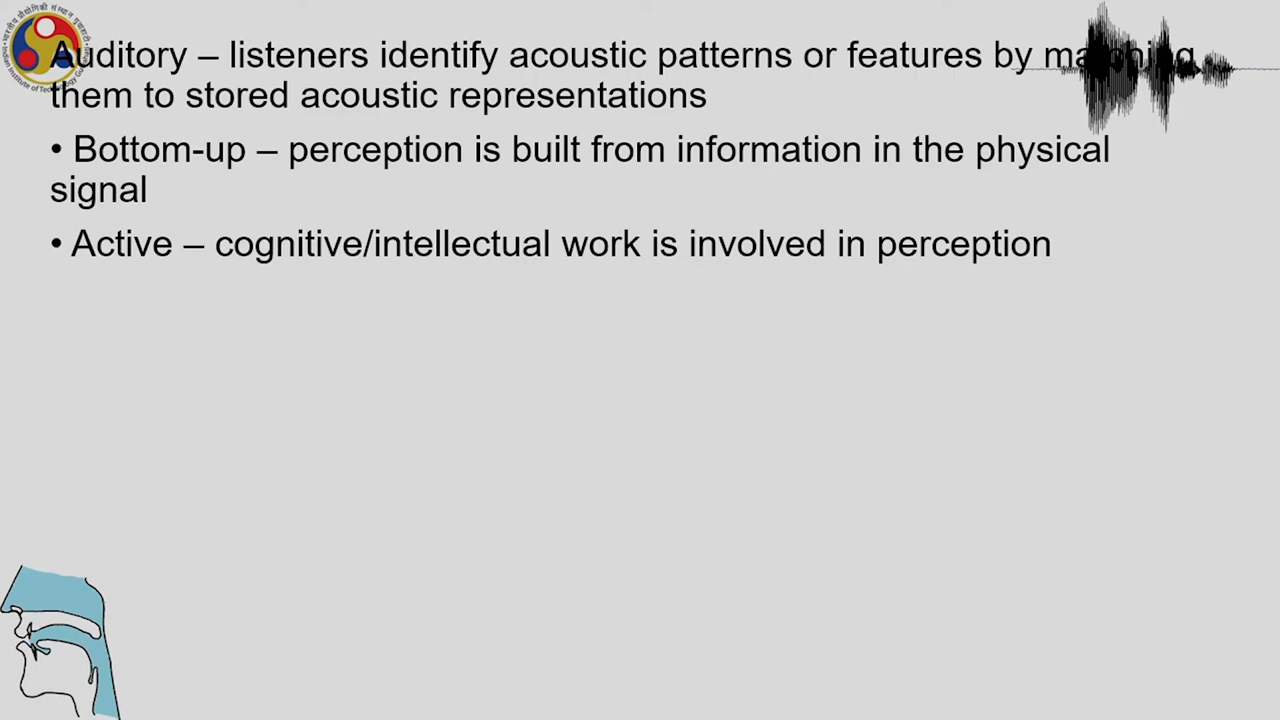 Auditory – listeners identify acoustic patterns or features by matching
them to stored acoustic representations
• Bottom-up – perception is built from information in the physical
signal
• Active – cognitive/intellectual work is involved in perception